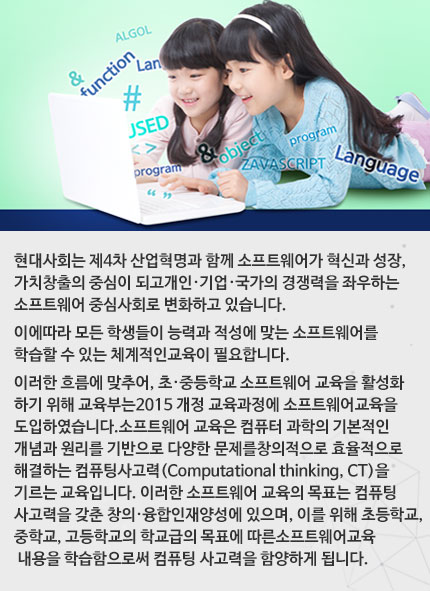 ALGOL
&
function
Lan
#
USED
< >
program
&
object
program
ZAVASCRIPT
Language
“ ”
현대사회는 제4차 산업혁명과 함께 소프트웨어가 혁신과 성장,
가치창출의 중심이 되고개인·기업·국가의 경쟁력을 좌우하는
소프트웨어 중심사회로 변화하고 있습니다.
이에따라 모든 학생들이 능력과 적성에 맞는 소프트웨어를
학습할 수 있는 체계적인교육이 필요합니다.
이러한 흐름에 맞추어, 초·중등학교 소프트웨어 교육을 활성화
하기 위해 교육부는2015 개정 교육과정에 소프트웨어교육을
도입하였습니다.소프트웨어 교육은 컴퓨터 과학의 기본적인
개념과 원리를 기반으로 다양한 문제를창의적으로 효율적으로
해결하는 컴퓨팅사고력(Computational thinking, CT)을
기르는 교육입니다. 이러한 소프트웨어 교육의 목표는 컴퓨팅
사고력을 갖춘 창의·융합인재양성에 있으며, 이를 위해 초등학교,
중학교, 고등학교의 학교급의 목표에 따른소프트웨어교육
내용을 학습함으로써 컴퓨팅 사고력을 함양하게 됩니다.